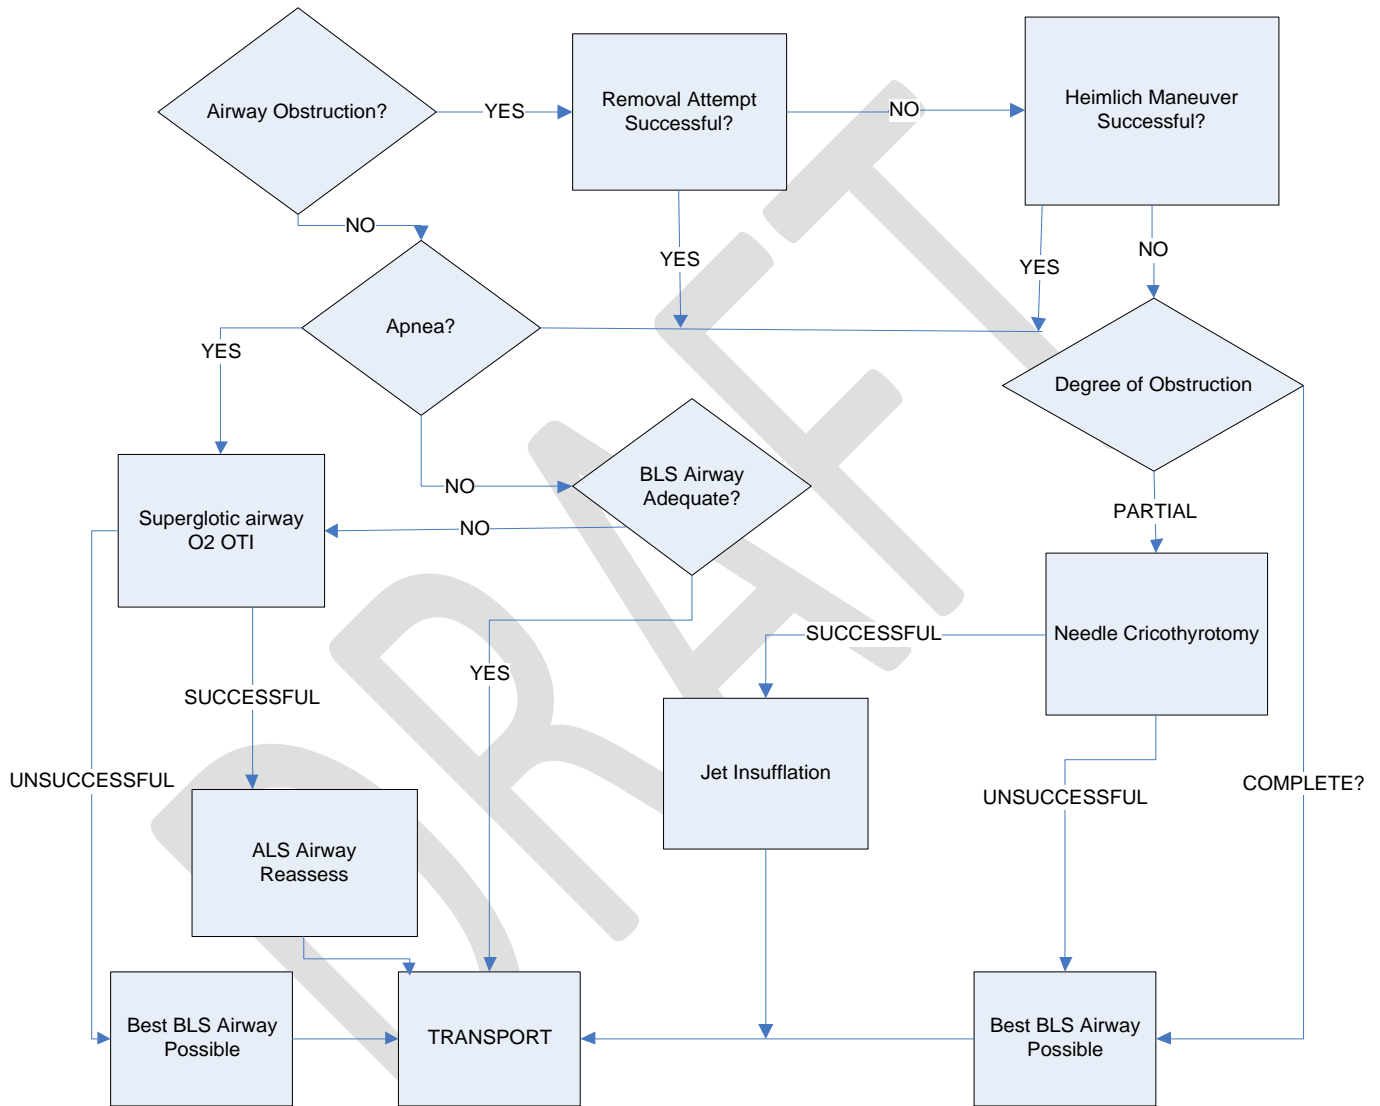 Airway Obstruction?
YES
Removal Attempt
Successful?
NO
Heimlich Maneuver
Successful?
NO
YES
YES
NO
Apnea?
YES
Degree of Obstruction
NO
BLS Airway
Adequate?
NO
Superglotic airway
O2 OTI
PARTIAL
SUCCESSFUL
Needle Cricothyrotomy
YES
SUCCESSFUL
UNSUCCESSFUL
Jet Insufflation
UNSUCCESSFUL
COMPLETE?
ALS Airway
Reassess
Best BLS Airway
Possible
TRANSPORT
Best BLS Airway
Possible
DRAFT